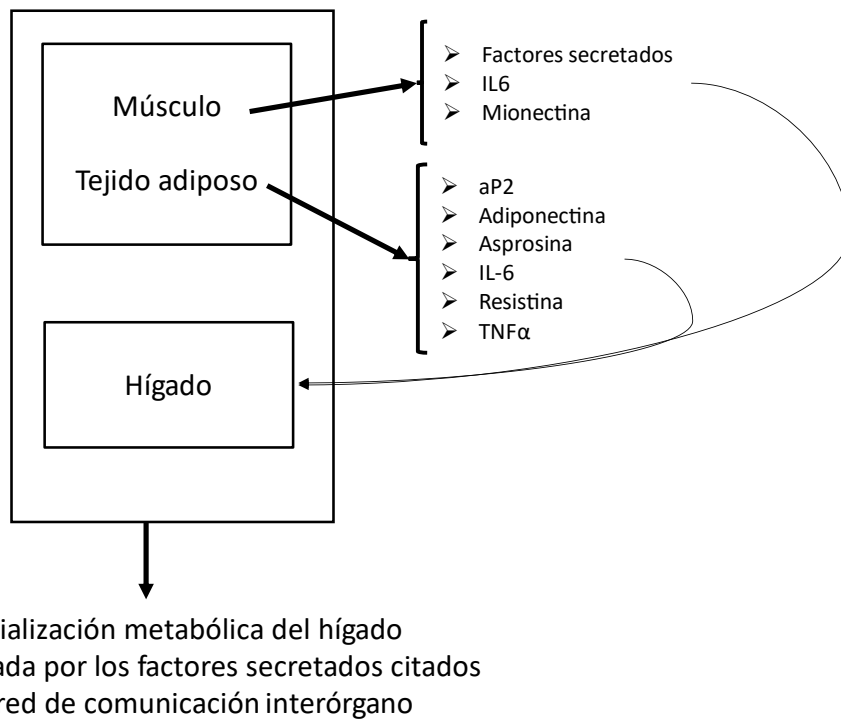 Músculo
Tejido adiposo
Factores secretados
IL6
Mionectina
aP2
Adiponectina
Asprosina
IL-6
Resistina
TNFα
Hígado
ialización metabólica del hígado
ada por los factores secretados citados
red de comunicación interórgano